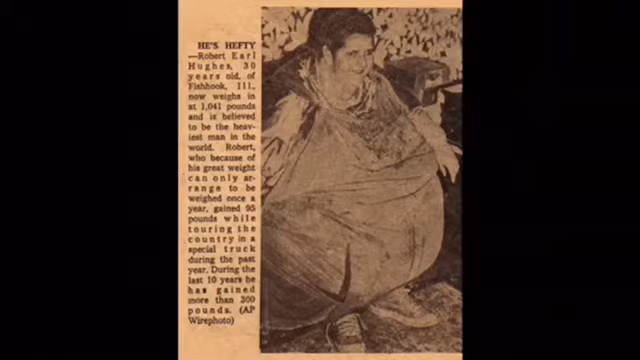 HE'S HEFTY
—Robert Earl
Hughes, 30
years old, of
Fishhook, Ill.,
now weighs in
at 1,041 pounds
and is believed
to be the heav-
iest man in the
world. Robert,
who because of
his great weight
can only ar-
range to be
weighed once a
year, gained 95
pounds while
touring the
country in a
special truck
during the past
year. During the
last 10 years he
has gained
more than 300
pounds. (AP
Wirephoto)